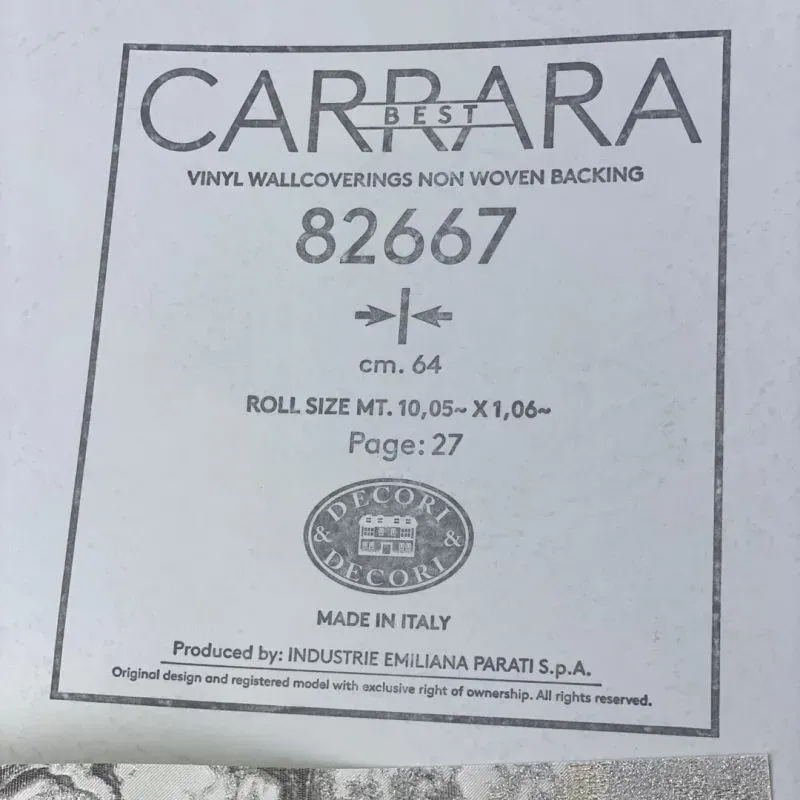 CARRARA
BEST
VINYL WALLCOVERINGS NON WOVEN BACKING
82667
cm. 64
ROLL SIZE MT. 10,05~ X 1,06~
Page: 27
DECORI
& &
DECORI
MADE IN ITALY
Produced by: INDUSTRIE EMILIANA PARATI S.p.A.
Original design and registered model with exclusive right of ownership. All rights reserved.